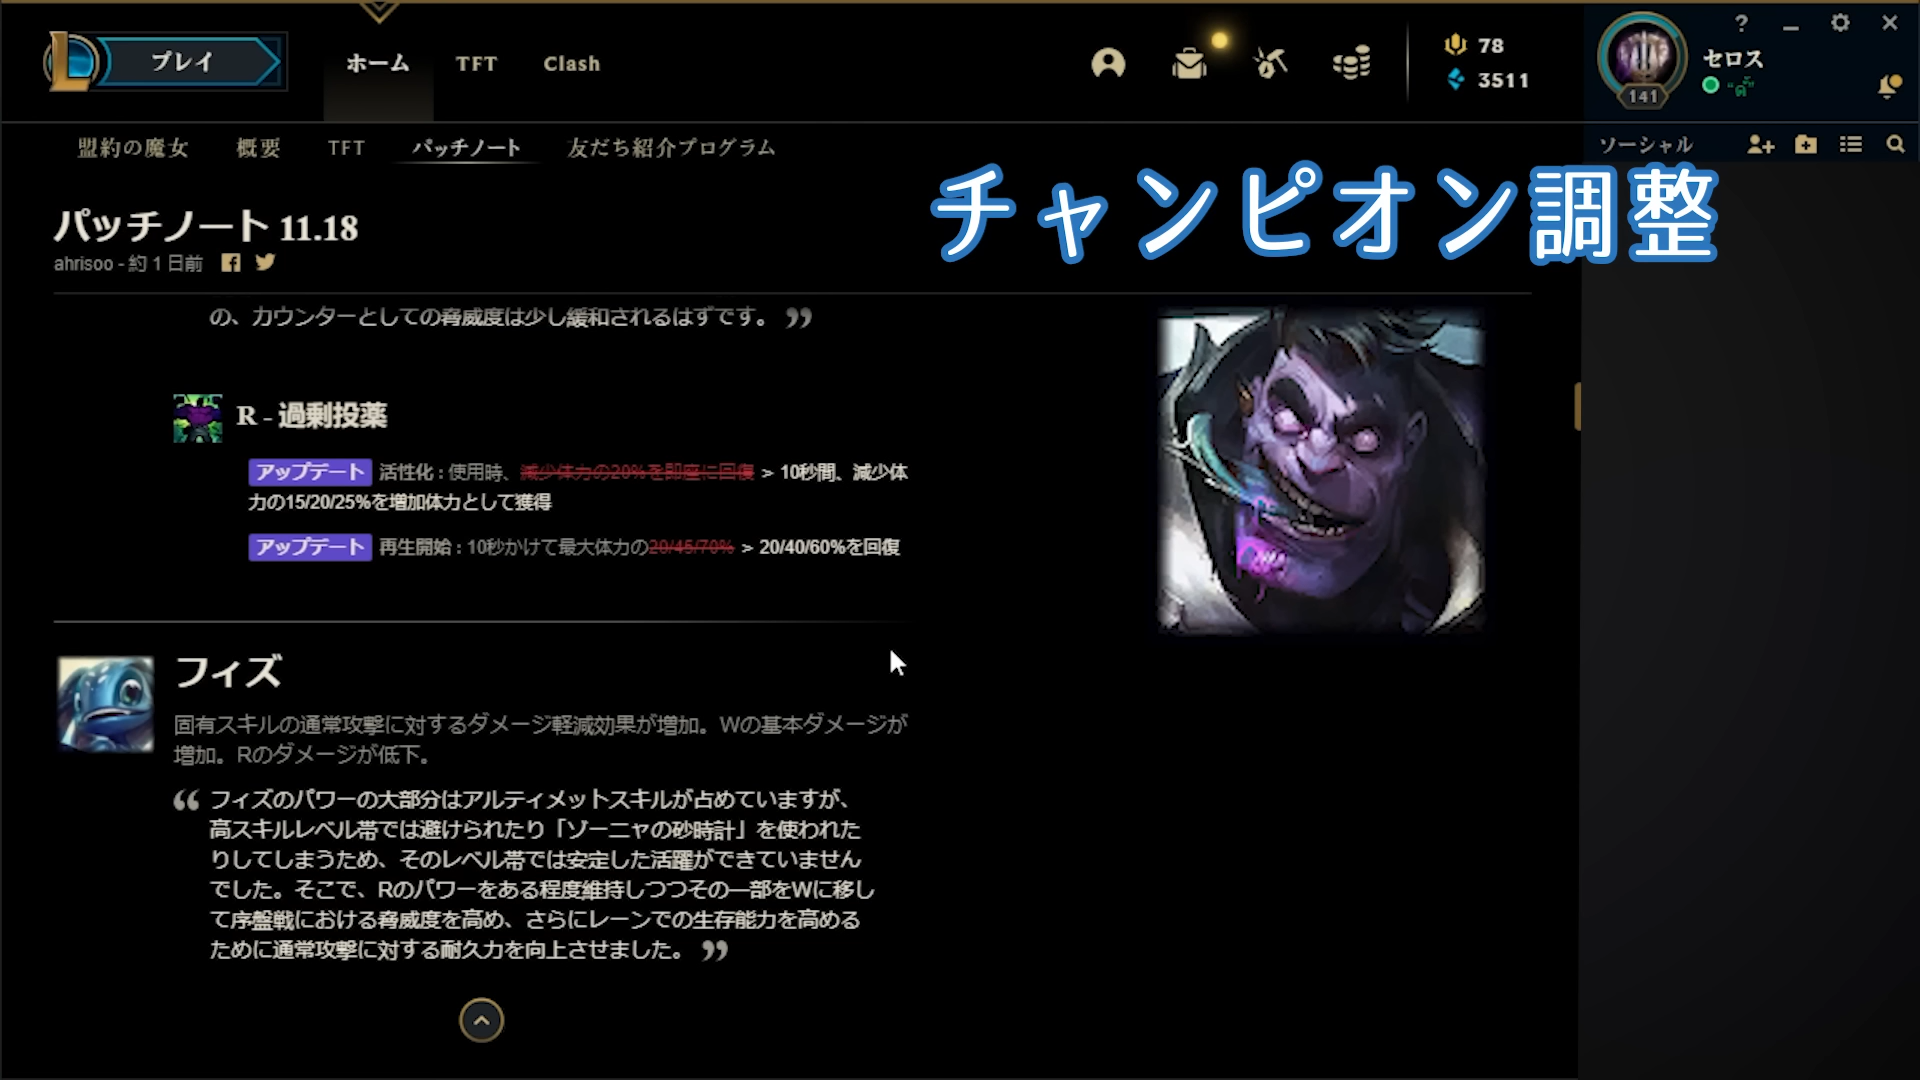 プレイ
ホーム
TFT
Clash
78
3511
141
セロス
?
盟約の魔女
概要
TFT
パッチノート
友だち紹介プログラム
ソーシャル
チャンピオン調整
パッチノート 11.18
ahrisoo - 約 1 日前
の、カウンターとしての脅威度は少し緩和されるはずです。 ”
R - 過剰投薬
アップデート 活性化 : 使用時、減少体力の20%を即座に回復 > 10秒間、減少体
力の15/20/25%を増加体力として獲得
アップデート 再生開始 : 10秒かけて最大体力の20/45/70% > 20/40/60%を回復
フィズ
固有スキルの通常攻撃に対するダメージ軽減効果が増加。Wの基本ダメージが
増加。Rのダメージが低下。
“ フィズのパワーの大部分はアルティメットスキルが占めていますが、
高スキルレベル帯では避けられたり「ゾーニャの砂時計」を使われた
りしてしまうため、そのレベル帯では安定した活躍ができていません
でした。そこで、Rのパワーをある程度維持しつつその一部をWに移し
て序盤戦における脅威度を高め、さらにレーンでの生存能力を高める
ために通常攻撃に対する耐久力を向上させました。 ”